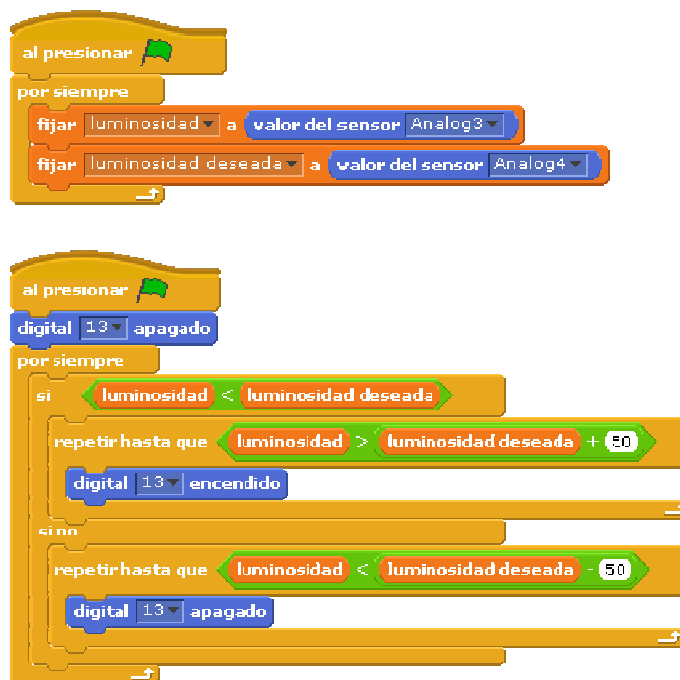 al presionar
por siempre
fijar luminosidad a valor del sensor Analog3
fijar luminosidad deseada a valor del sensor Analog4
al presionar
digital 13 apagado
por siempre
si luminosidad < luminosidad deseada
repetir hasta que luminosidad > luminosidad deseada + 50
digital 13 encendido
si no
repetir hasta que luminosidad < luminosidad deseada - 50
digital 13 apagado